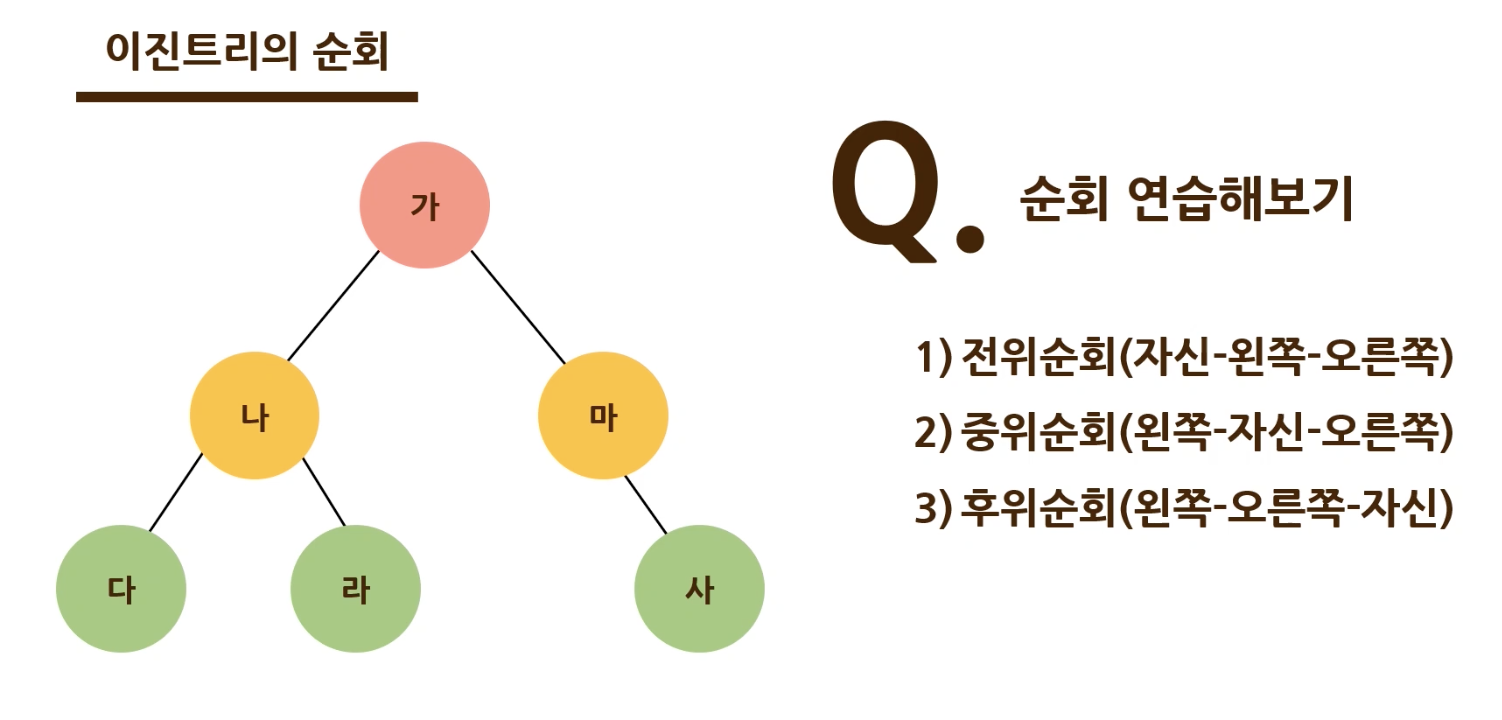 이진트리의 순회
가
나
마
다
라
사
Q. 순회 연습해보기
1) 전위순회(자신-왼쪽-오른쪽)
2) 중위순회(왼쪽-자신-오른쪽)
3) 후위순회(왼쪽-오른쪽-자신)